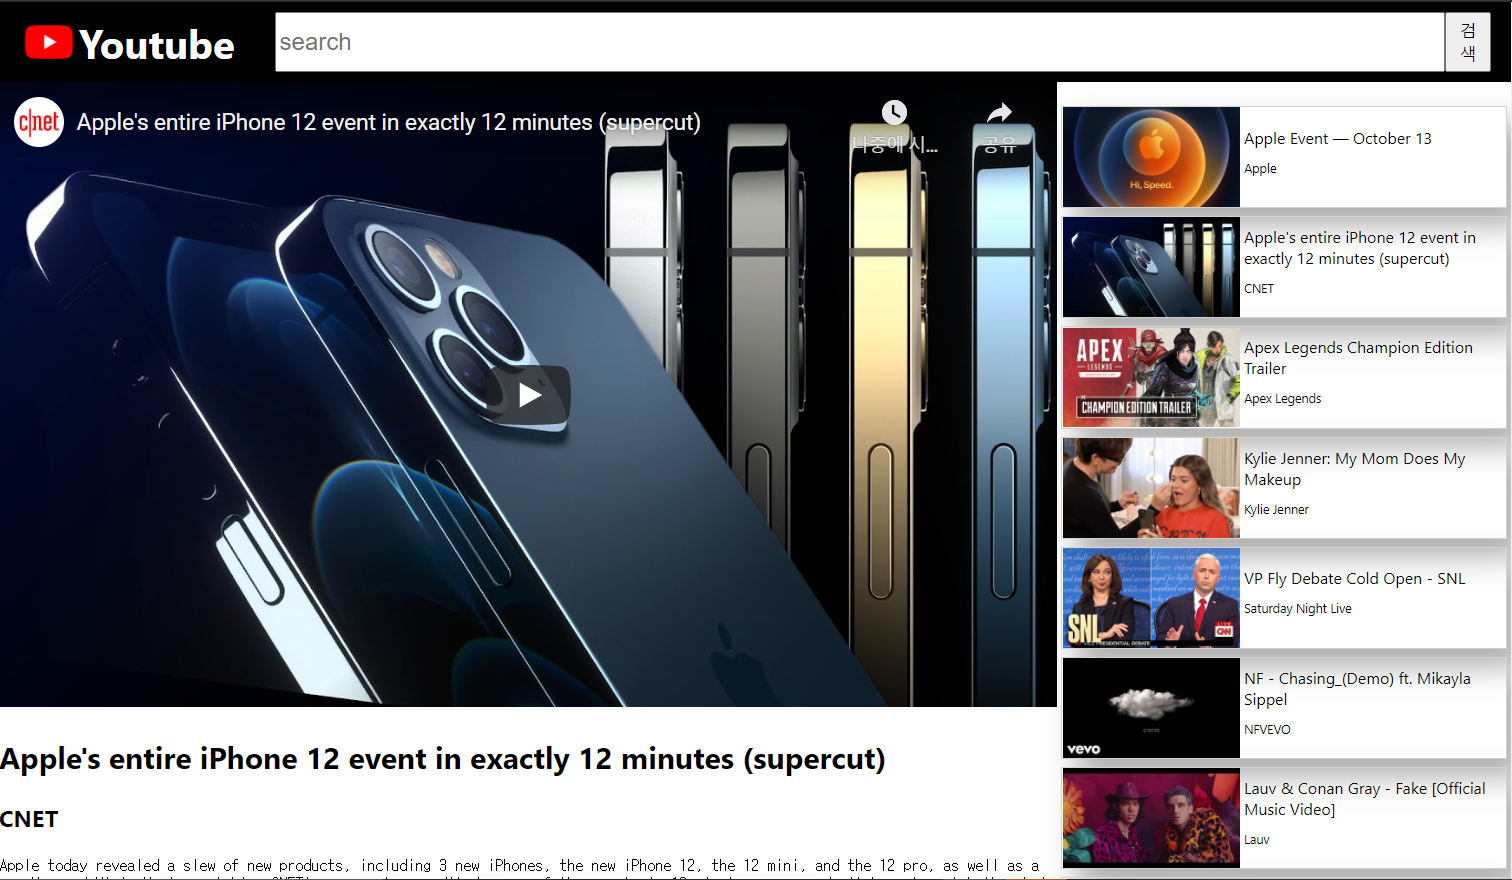 Youtube
search
검
색
c|net
Apple's entire iPhone 12 event in exactly 12 minutes (supercut)
나중에 시...
공유
Apple's entire iPhone 12 event in exactly 12 minutes (supercut)
CNET
Apple today revealed a slew of new products, including 3 new iPhones, the new iPhone 12, the 12 mini, and the 12 pro, as well as a
Hi, Speed.
Apple Event — October 13
Apple
Apple's entire iPhone 12 event in
exactly 12 minutes (supercut)
CNET
APEX
LEGENDS
CHAMPION EDITION TRAILER
Apex Legends Champion Edition
Trailer
Apex Legends
Kylie Jenner: My Mom Does My
Makeup
Kylie Jenner
SNL
LIVE
CNN
VICE PRESIDENTIAL DEBATE
VP Fly Debate Cold Open - SNL
Saturday Night Live
vevo
NF - Chasing_(Demo) ft. Mikayla
Sippel
NFVEVO
Lauv & Conan Gray - Fake [Official
Music Video]
Lauv